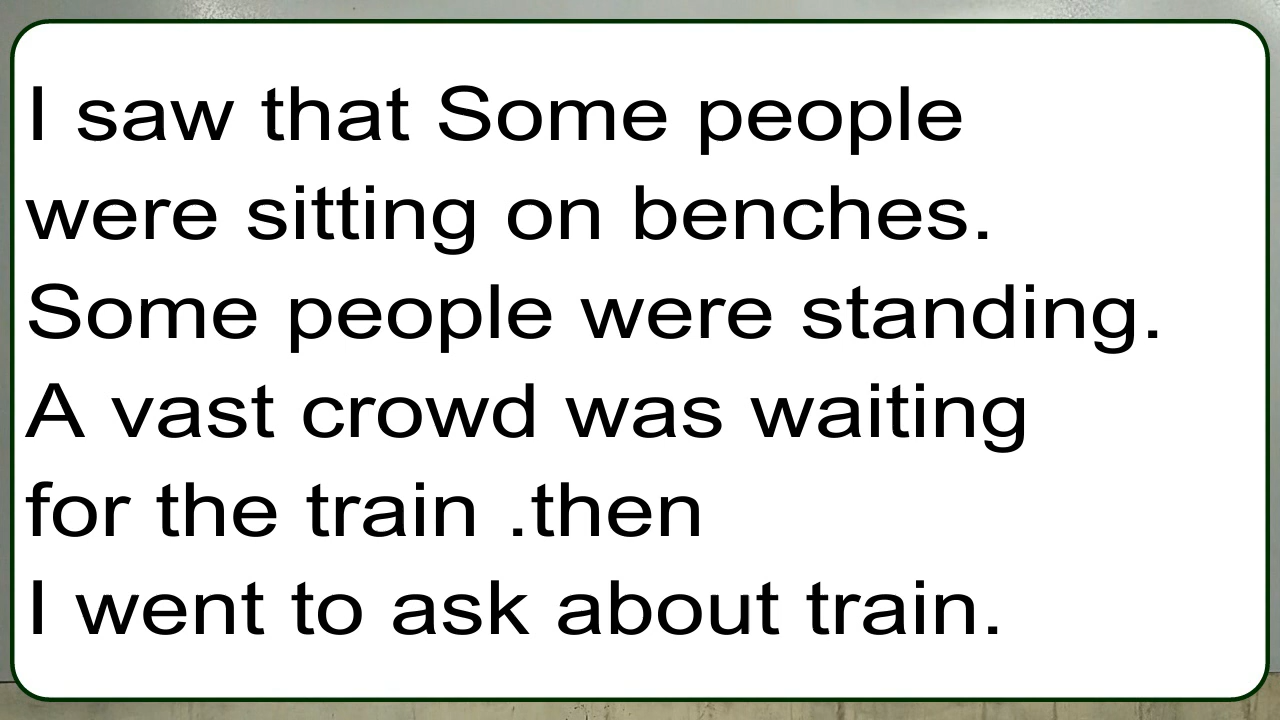 I saw that Some people
were sitting on benches.
Some people were standing.
A vast crowd was waiting
for the train .then
I went to ask about train.